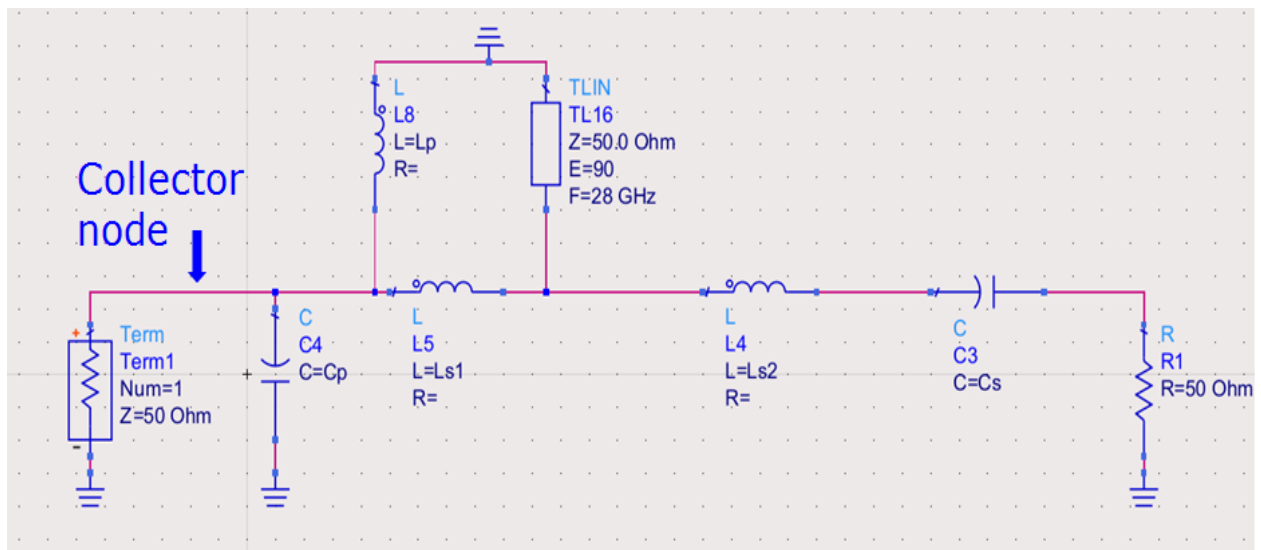 Collector
node
L
L8
L=Lp
R=
TLIN
TL16
Z=50.0 Ohm
E=90
F=28 GHz
+
Term
Term1
Num=1
Z=50 Ohm
-
C
C4
C=Cp
L
L5
L=Ls1
R=
L
L4
L=Ls2
R=
C
C3
C=Cs
R
R1
R=50 Ohm